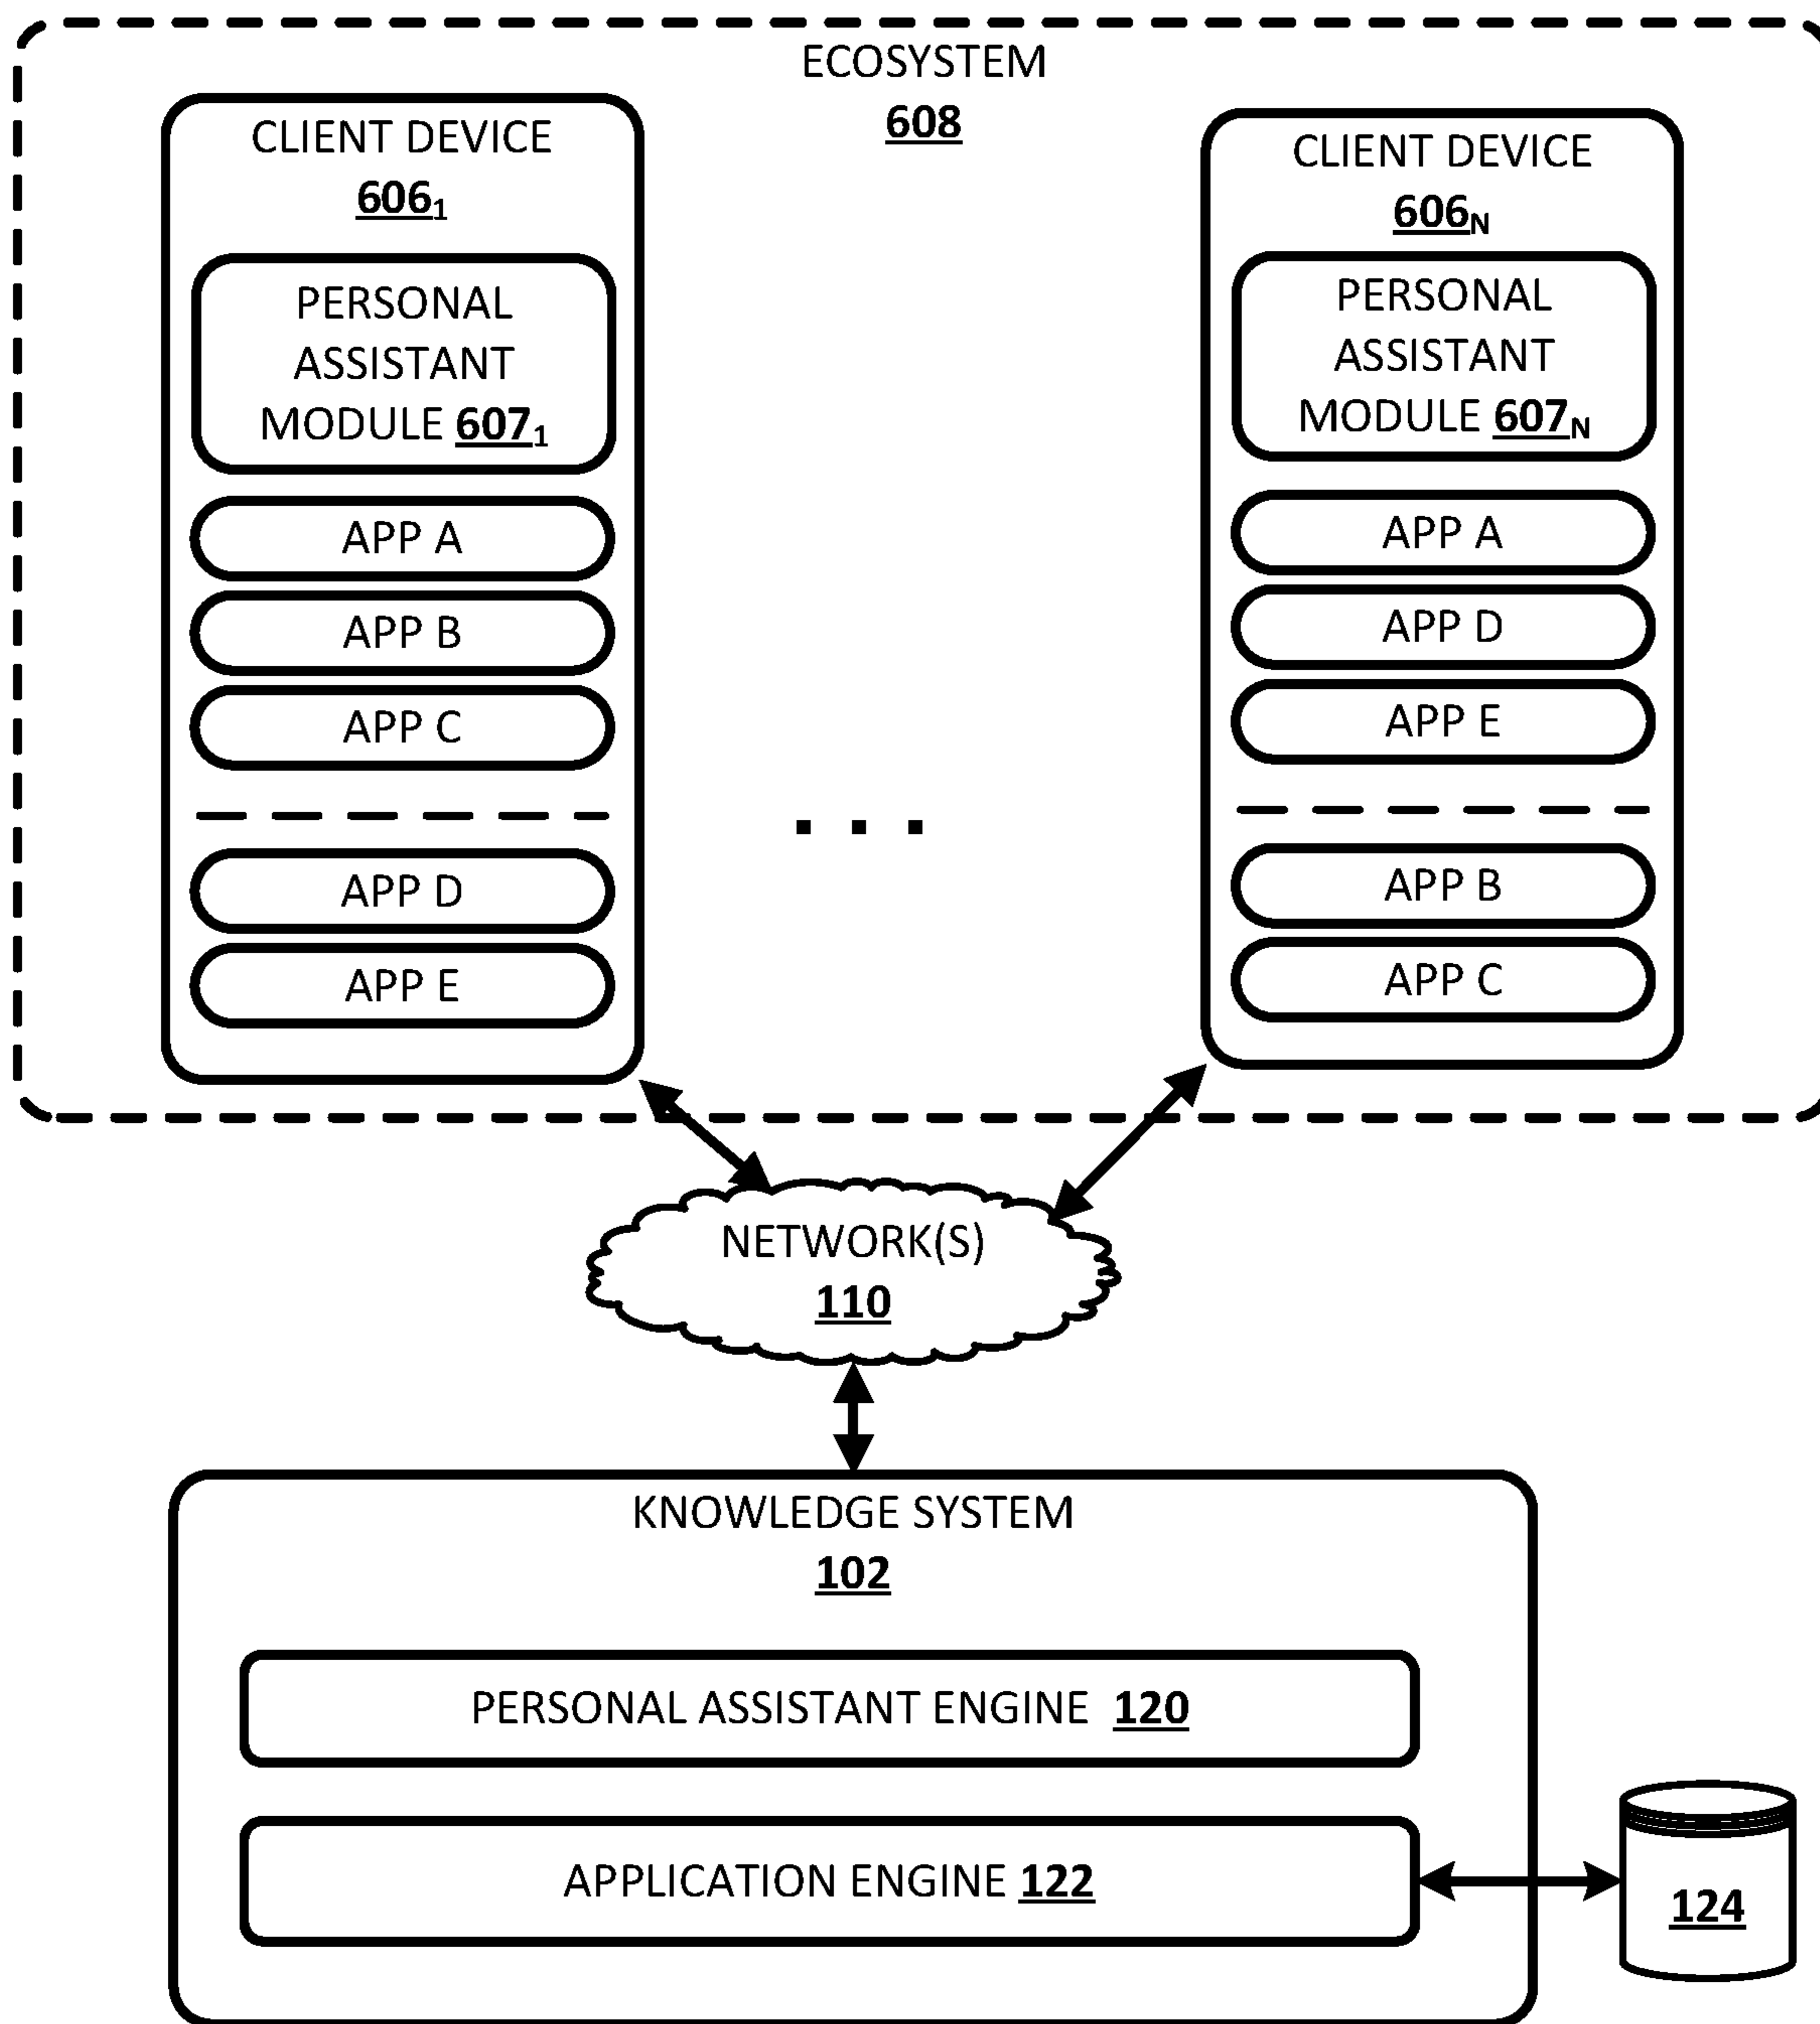 ECOSYSTEM
608
CLIENT DEVICE
606₁
PERSONAL
ASSISTANT
MODULE 607₁
APP A
APP B
APP C
APP D
APP E
. . .
CLIENT DEVICE
606N
PERSONAL
ASSISTANT
MODULE 607N
APP A
APP D
APP E
APP B
APP C
NETWORK(S)
110
KNOWLEDGE SYSTEM
102
PERSONAL ASSISTANT ENGINE 120
APPLICATION ENGINE 122
124